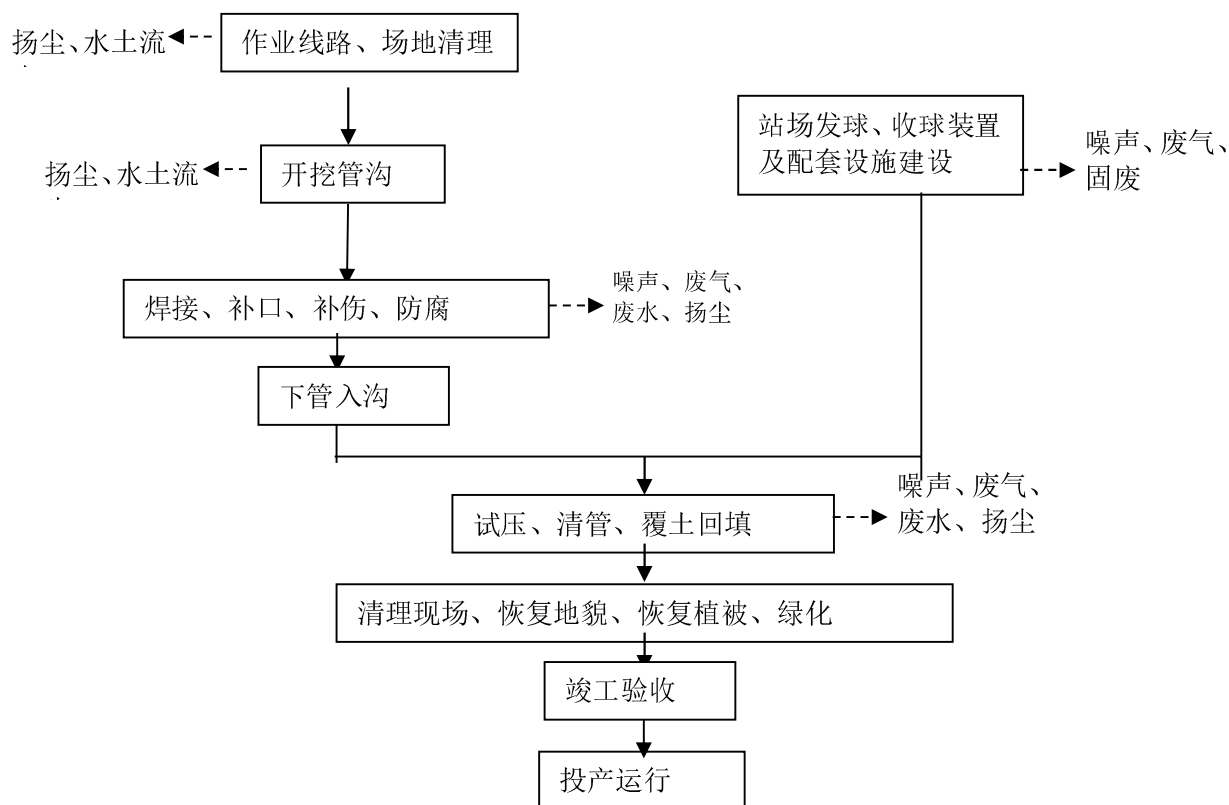 扬尘、水土流
作业线路、场地清理
站场发球、收球装置
及配套设施建设
噪声、废气、
固废
扬尘、水土流
开挖管沟
焊接、补口、补伤、防腐
噪声、废气、
废水、扬尘
下管入沟
试压、清管、覆土回填
噪声、废气、
废水、扬尘
清理现场、恢复地貌、恢复植被、绿化
竣工验收
投产运行